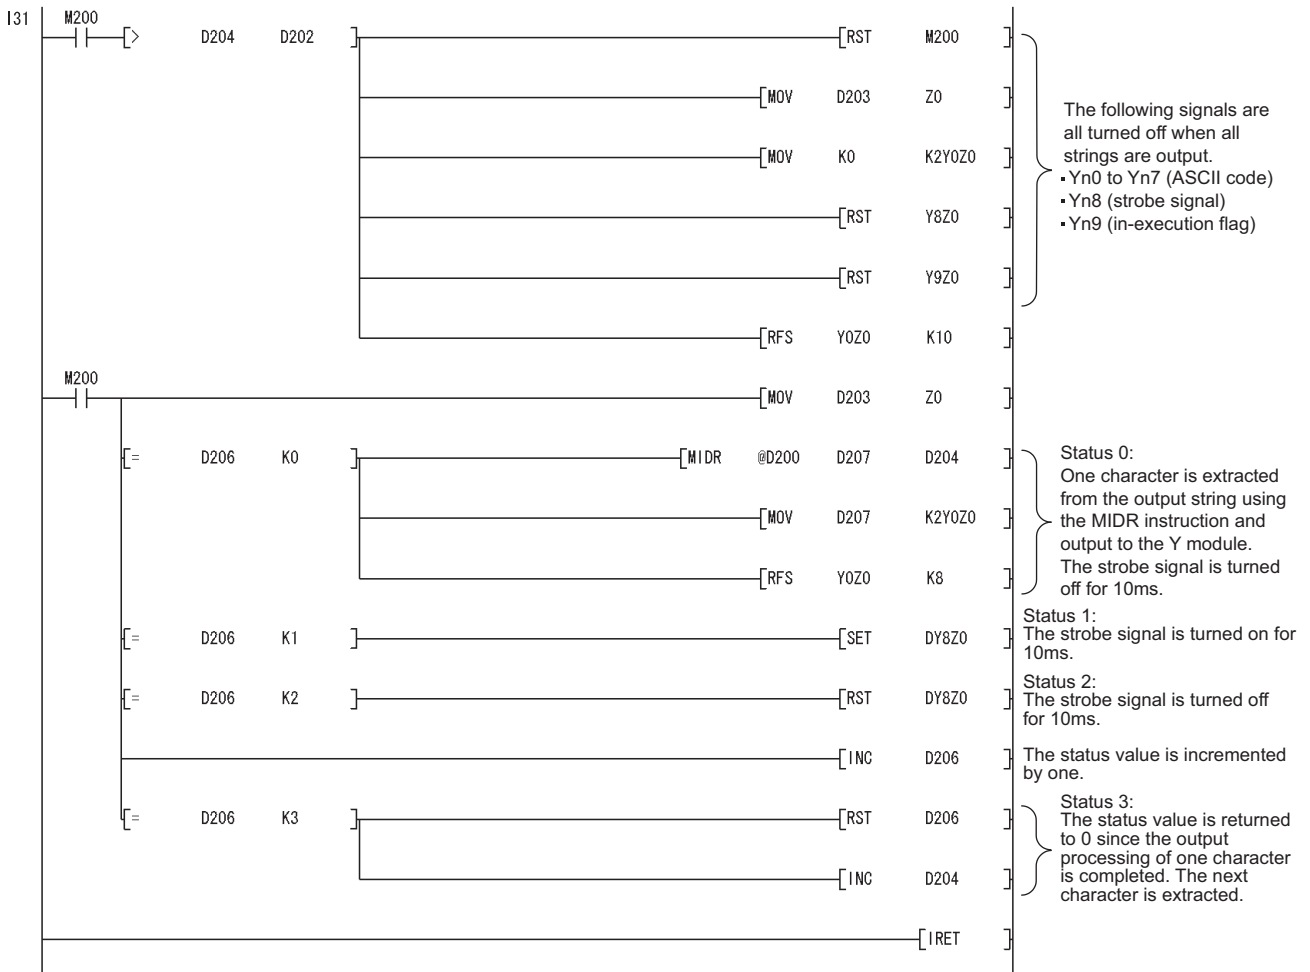 I31 M200 [> D204 D202 ] [RST M200 ]
[MOV D203 Z0 ]
The following signals are
all turned off when all
strings are output.
▪ Yn0 to Yn7 (ASCII code)
▪ Yn8 (strobe signal)
▪ Yn9 (in-execution flag)
[MOV K0 K2Y0Z0 ]
[RST Y8Z0 ]
[RST Y9Z0 ]
[RFS Y0Z0 K10 ]
M200 [MOV D203 Z0 ]
[= D206 K0 ] [MIDR @D200 D207 D204 ]
[MOV D207 K2Y0Z0 ]
[RFS Y0Z0 K8 ]
Status 0:
One character is extracted
from the output string using
the MIDR instruction and
output to the Y module.
The strobe signal is turned
off for 10ms.
[= D206 K1 ] [SET DY8Z0 ]
Status 1:
The strobe signal is turned on for
10ms.
[= D206 K2 ] [RST DY8Z0 ]
Status 2:
The strobe signal is turned off
for 10ms.
[INC D206 ]
The status value is incremented
by one.
[= D206 K3 ] [RST D206 ]
[INC D204 ]
Status 3:
The status value is returned
to 0 since the output
processing of one character
is completed. The next
character is extracted.
[IRET ]